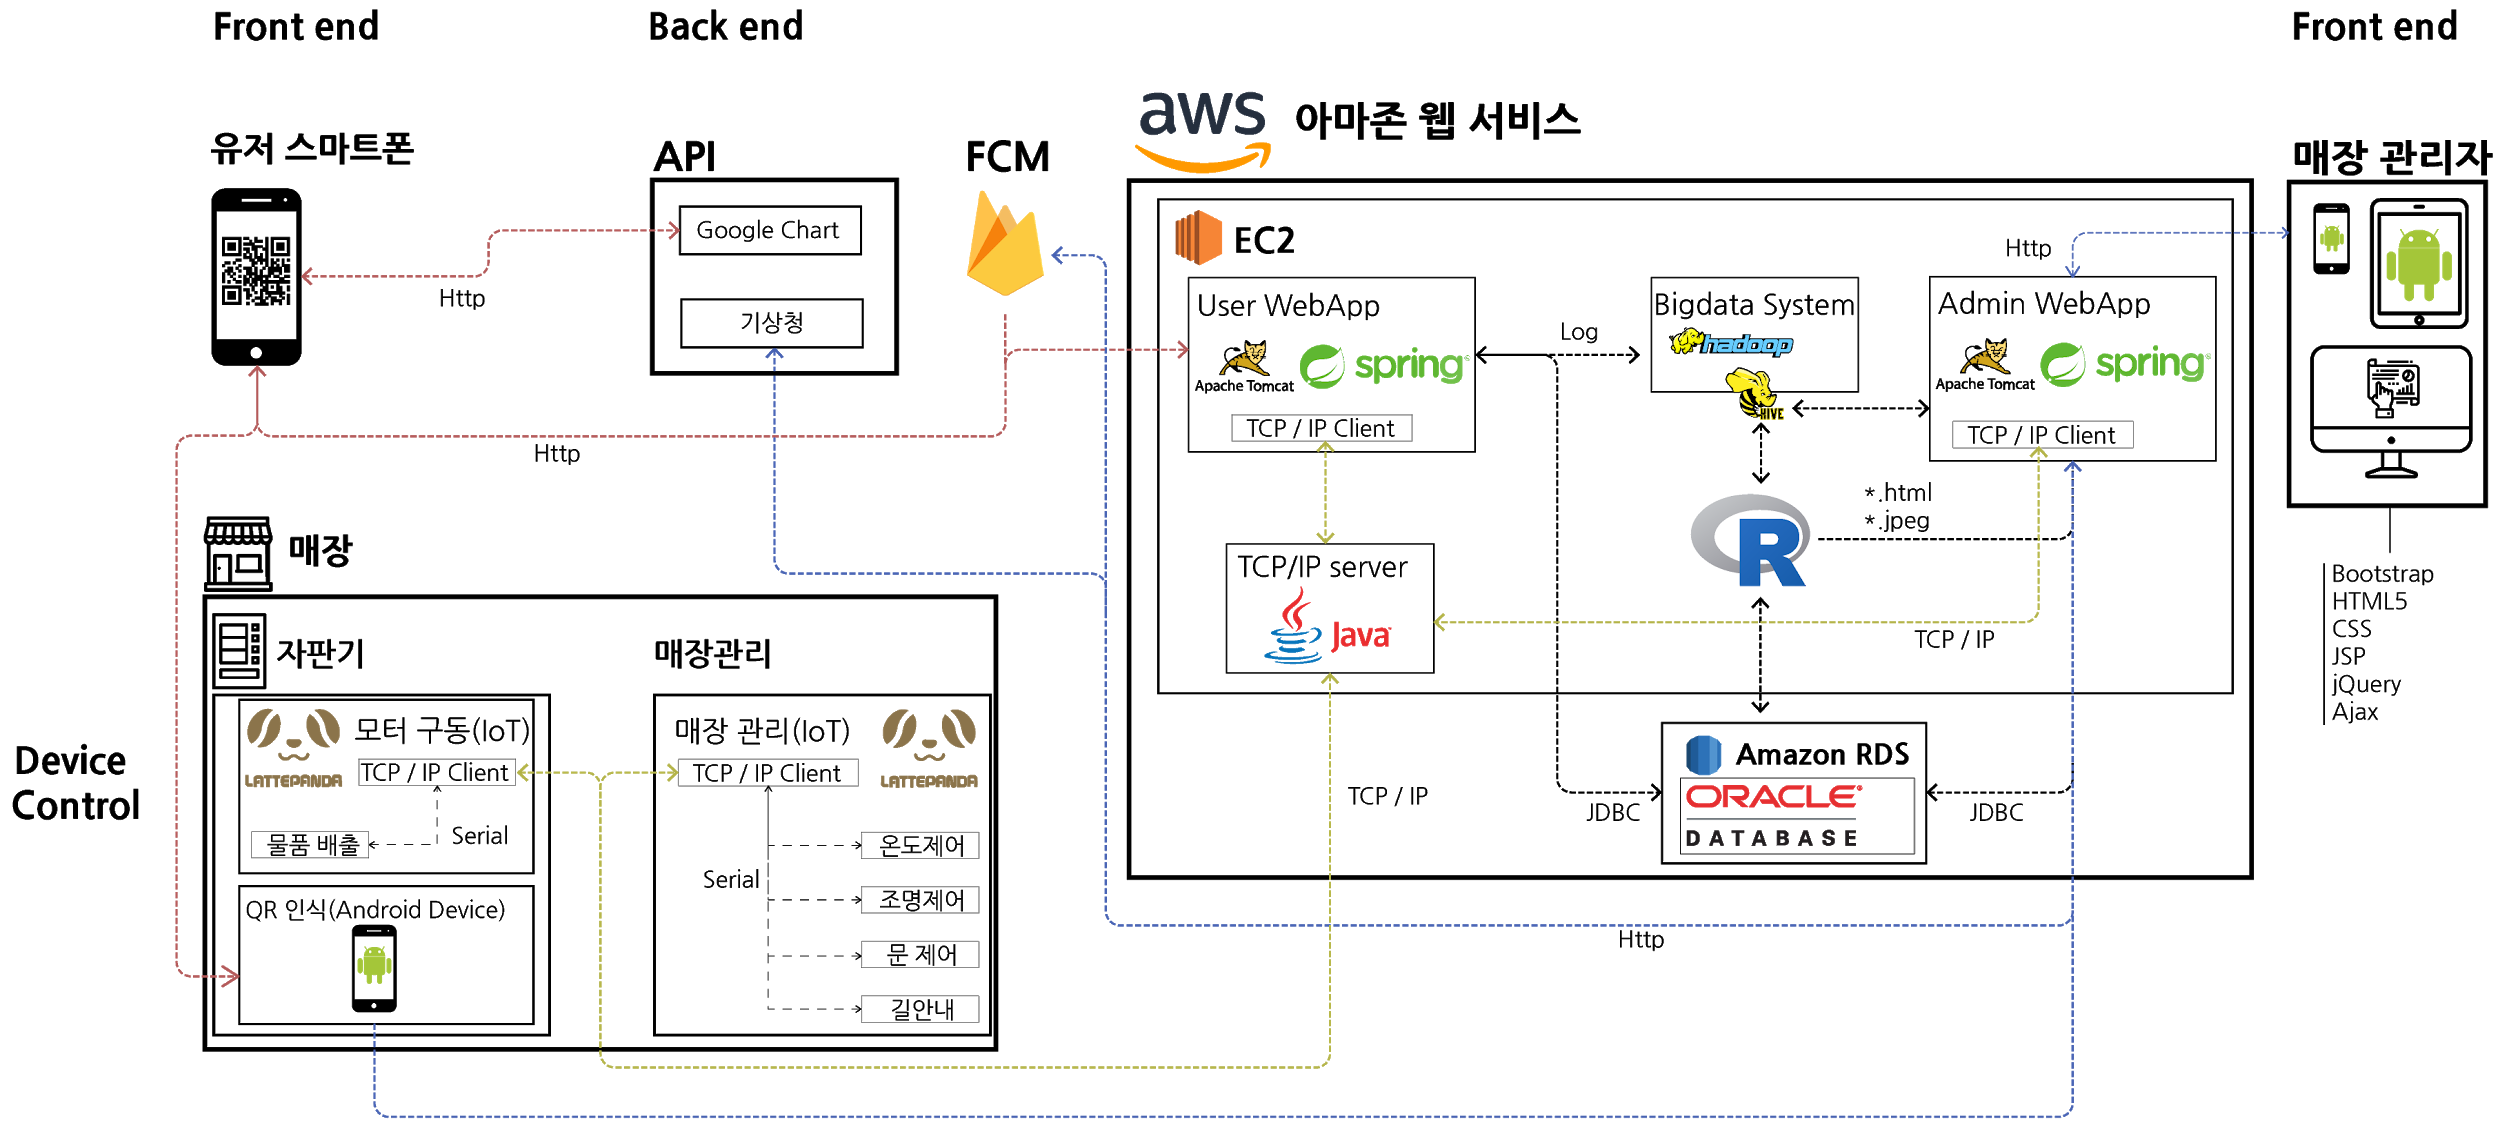 Front end
Back end
Front end
유저 스마트폰
API
FCM
aws
아마존 웹 서비스
매장 관리자
Google Chart
기상청
Http
EC2
User WebApp
Apache Tomcat
spring
TCP / IP Client
Log
Bigdata System
hadoop
HIVE
Admin WebApp
Apache Tomcat
spring
TCP / IP Client
Http
Http
*.html
*.jpeg
R
TCP/IP server
Java
TCP / IP
Bootstrap
HTML5
CSS
JSP
jQuery
Ajax
매장
자판기
매장관리
Device
Control
모터 구동(IoT)
LATTEPANDA
TCP / IP Client
Serial
물품 배출
QR 인식(Android Device)
매장 관리(IoT)
LATTEPANDA
TCP / IP Client
Serial
온도제어
조명제어
문 제어
길안내
TCP / IP
JDBC
Amazon RDS
ORACLE
DATABASE
JDBC
Http